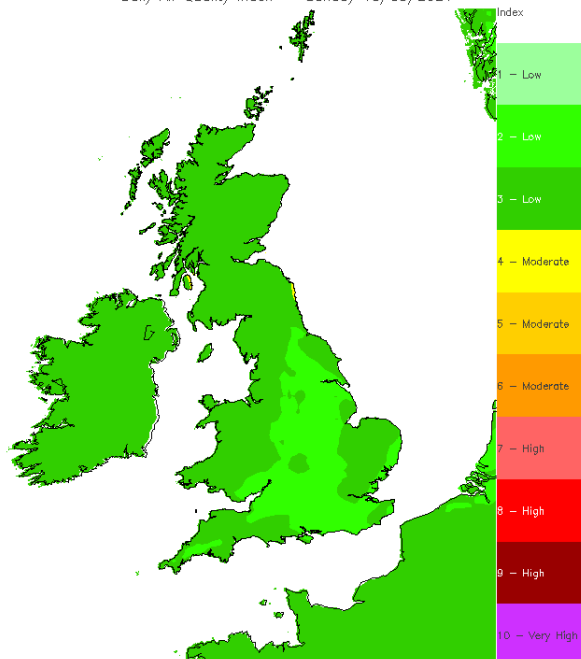 Index
1 - Low
2 - Low
3 - Low
4 - Moderate
5 - Moderate
6 - Moderate
7 - High
8 - High
9 - High
10 - Very High